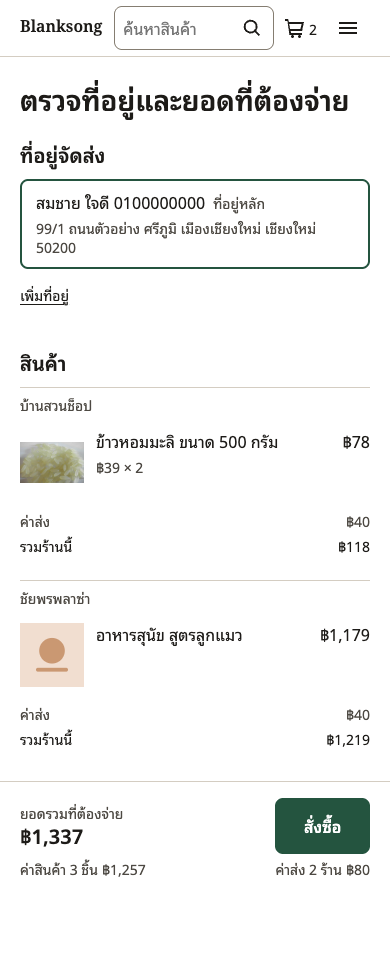 Blanksong
ค้นหาสินค้า
2
ตรวจที่อยู่และยอดที่ต้องจ่าย
ที่อยู่จัดส่ง
สมชาย ใจดี 0100000000 ที่อยู่หลัก
99/1 ถนนตัวอย่าง ศรีภูมิ เมืองเชียงใหม่ เชียงใหม่
50200
เพิ่มที่อยู่
สินค้า
บ้านสวนช็อป
ข้าวหอมมะลิ ขนาด 500 กรัม ฿78
฿39 × 2
ค่าส่ง ฿40
รวมร้านนี้ ฿118
ชัยพรพลาซ่า
อาหารสุนัข สูตรลูกแมว ฿1,179
ค่าส่ง ฿40
รวมร้านนี้ ฿1,219
ยอดรวมที่ต้องจ่าย
฿1,337
สั่งซื้อ
ค่าสินค้า 3 ชิ้น ฿1,257 ค่าส่ง 2 ร้าน ฿80